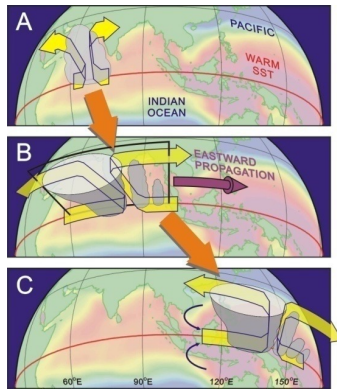 A
PACIFIC
WARM
SST
INDIAN
OCEAN
B
EASTWARD
PROPAGATION
C
60°E 90°E 120°E 150°E